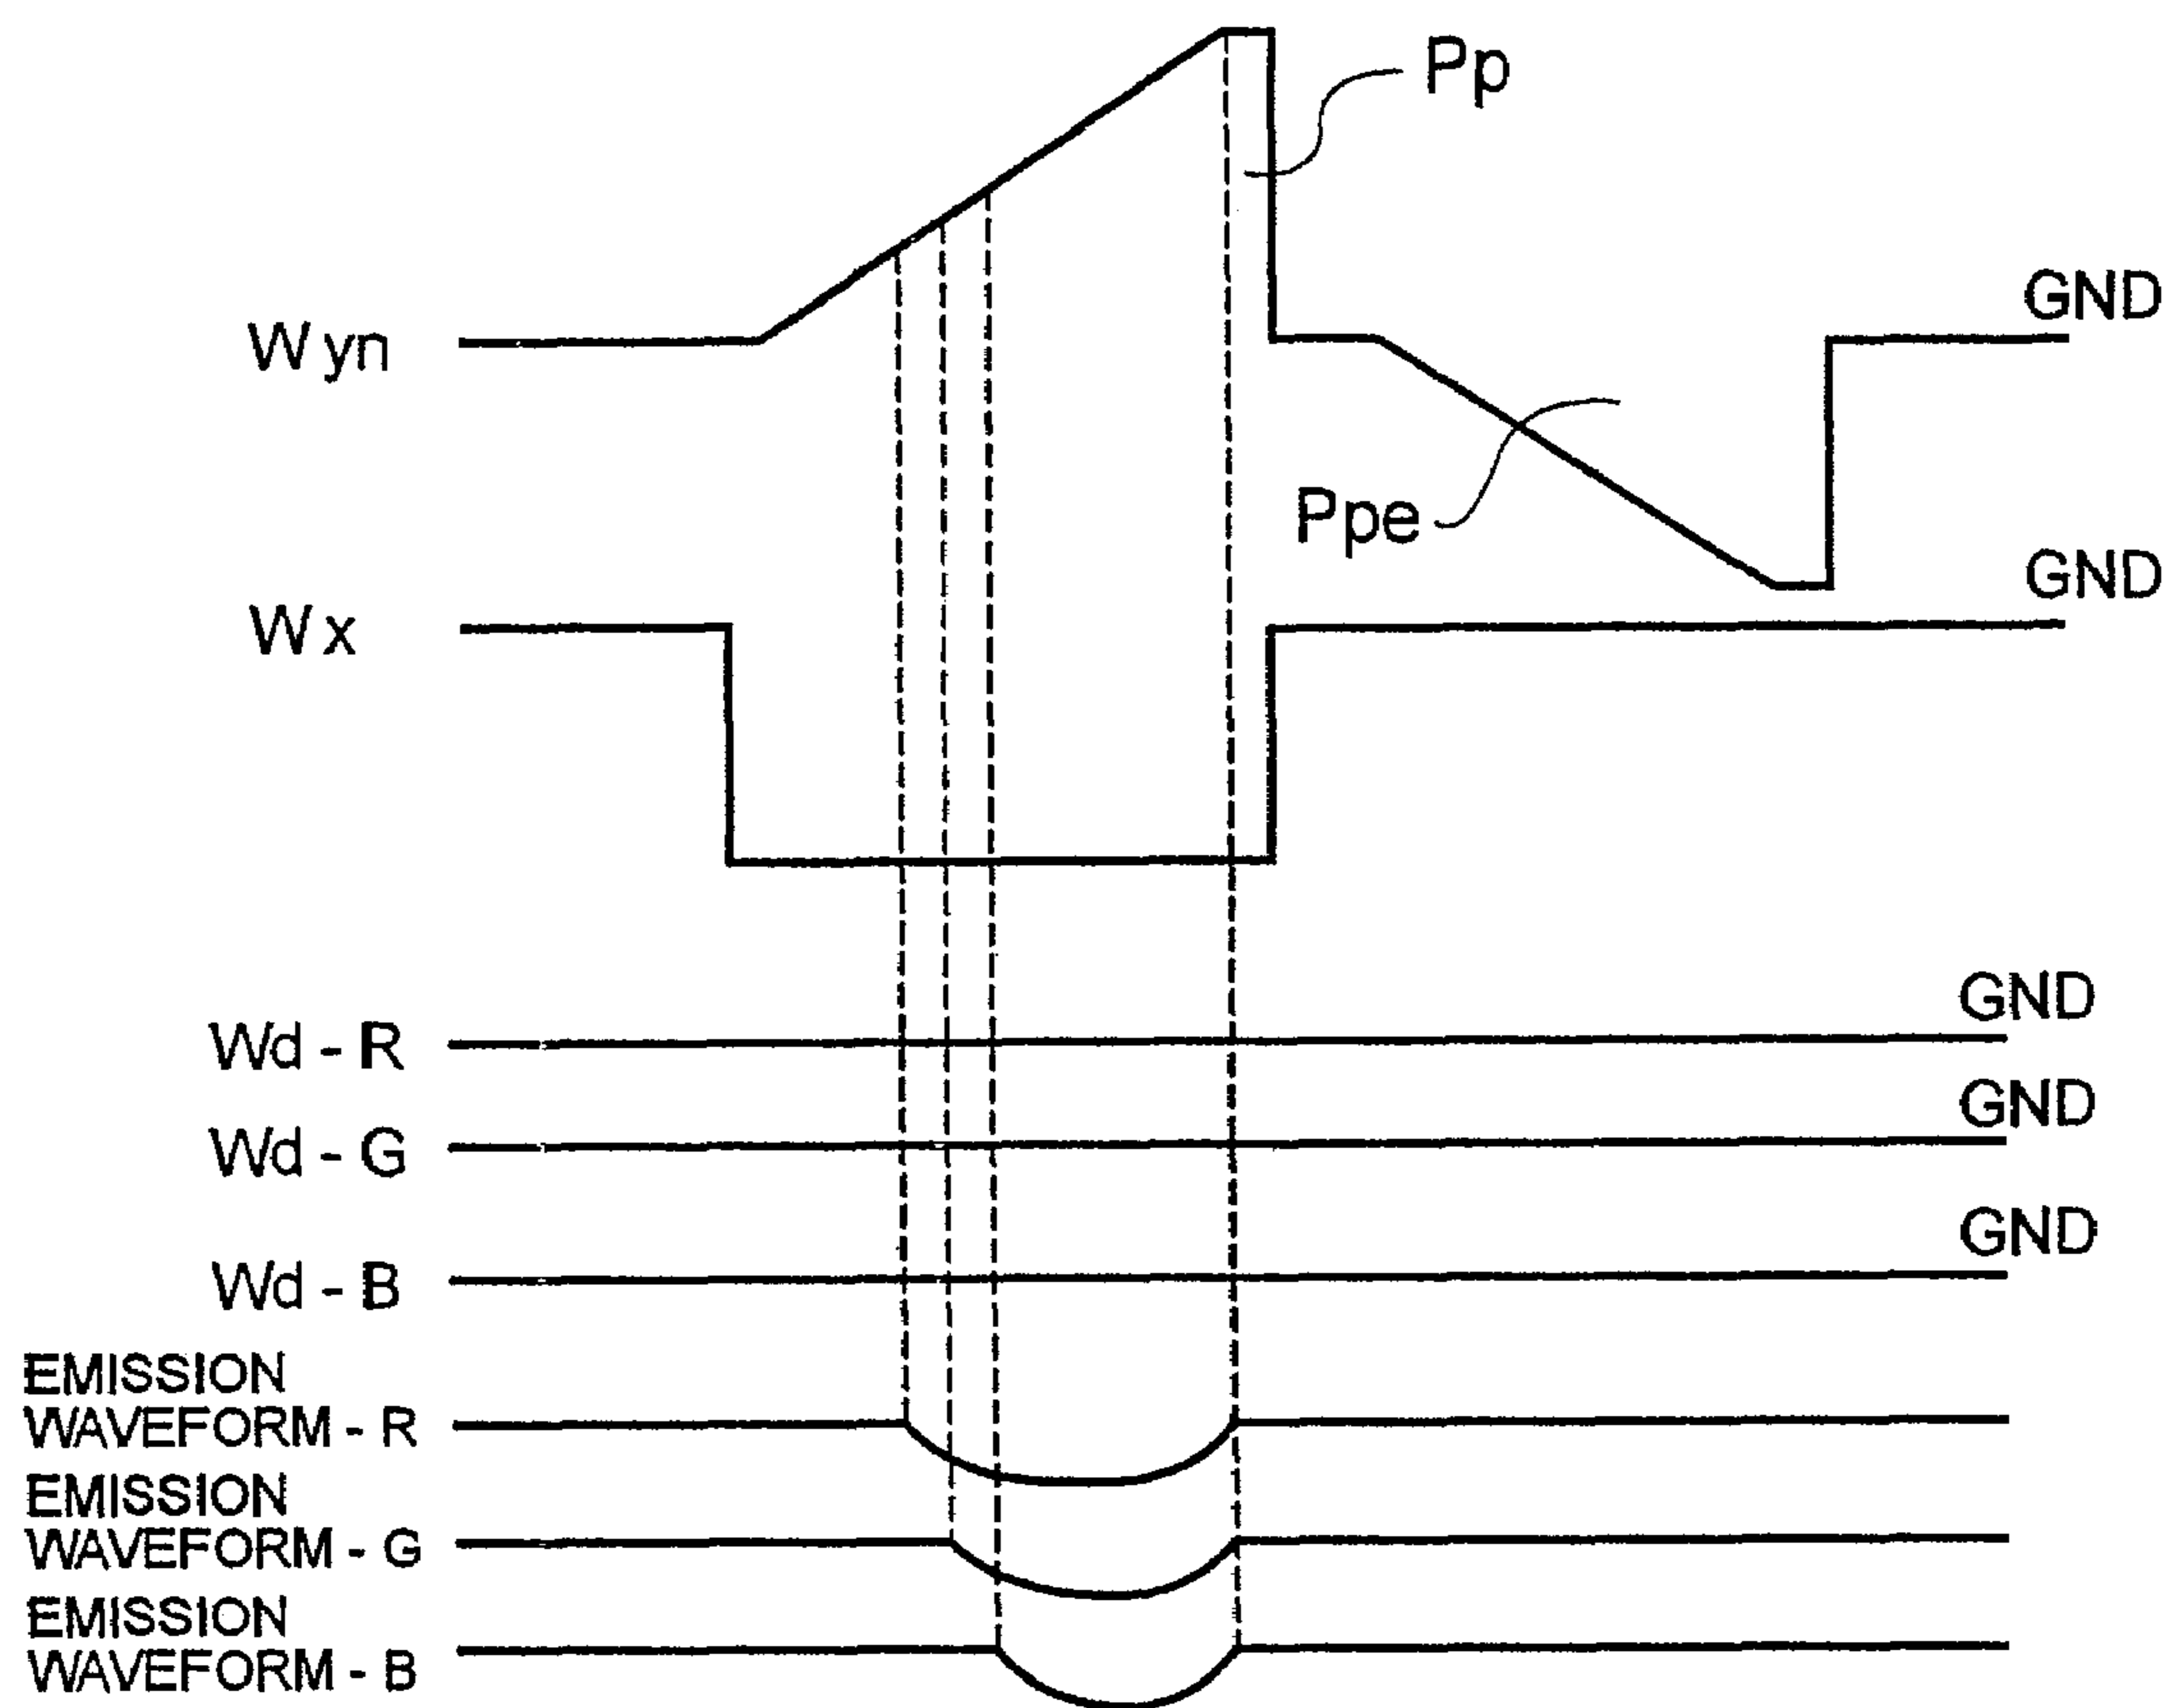 Pp
GND
Wyn
Ppe
GND
Wx
GND
Wd - R
GND
Wd - G
GND
Wd - B
EMISSION
WAVEFORM - R
EMISSION
WAVEFORM - G
EMISSION
WAVEFORM - B